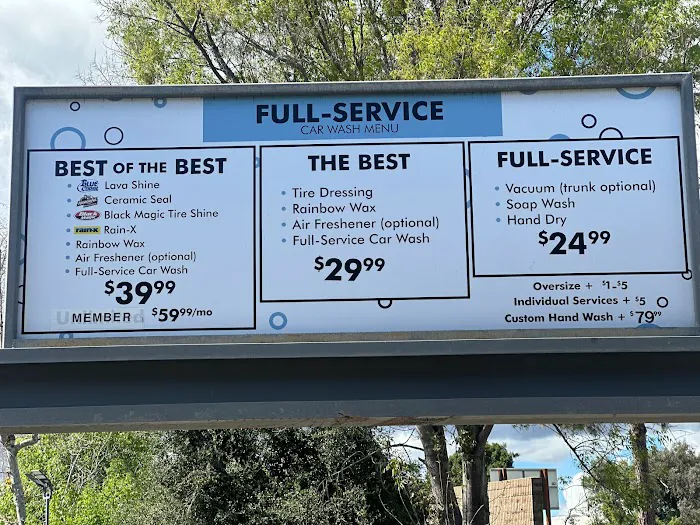 FULL-SERVICE
CAR WASH MENU
BEST OF THE BEST
Lava Shine
Ceramic Seal
Black Magic Tire Shine
RAIN-X Rain-X
Rainbow Wax
Air Freshener (optional)
Full-Service Car Wash
$39.99
MEMBER $59.99/mo
THE BEST
Tire Dressing
Rainbow Wax
Air Freshener (optional)
Full-Service Car Wash
$29.99
FULL-SERVICE
Vacuum (trunk optional)
Soap Wash
Hand Dry
$24.99
Oversize + $1-$5
Individual Services + $5
Custom Hand Wash + $79.99